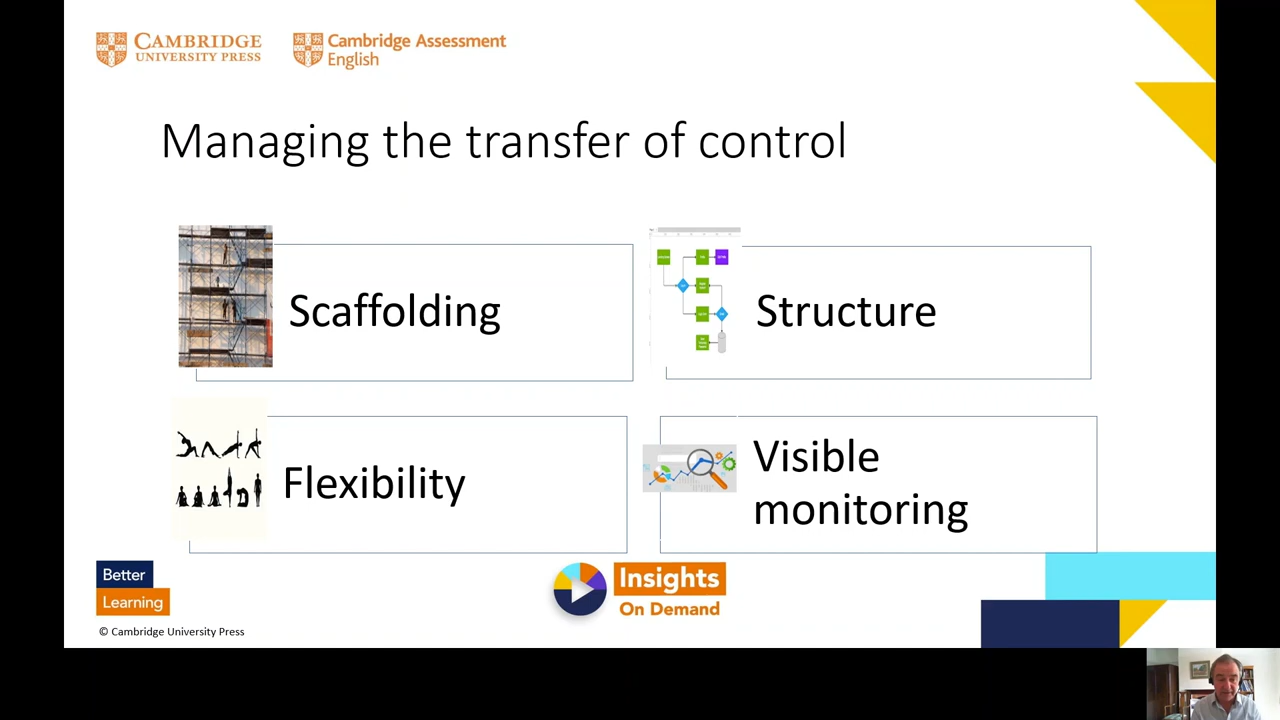 CAMBRIDGE
UNIVERSITY PRESS
Cambridge Assessment
English
Managing the transfer of control
Scaffolding
Structure
Flexibility
Visible
monitoring
Better
Learning
Insights
On Demand
© Cambridge University Press